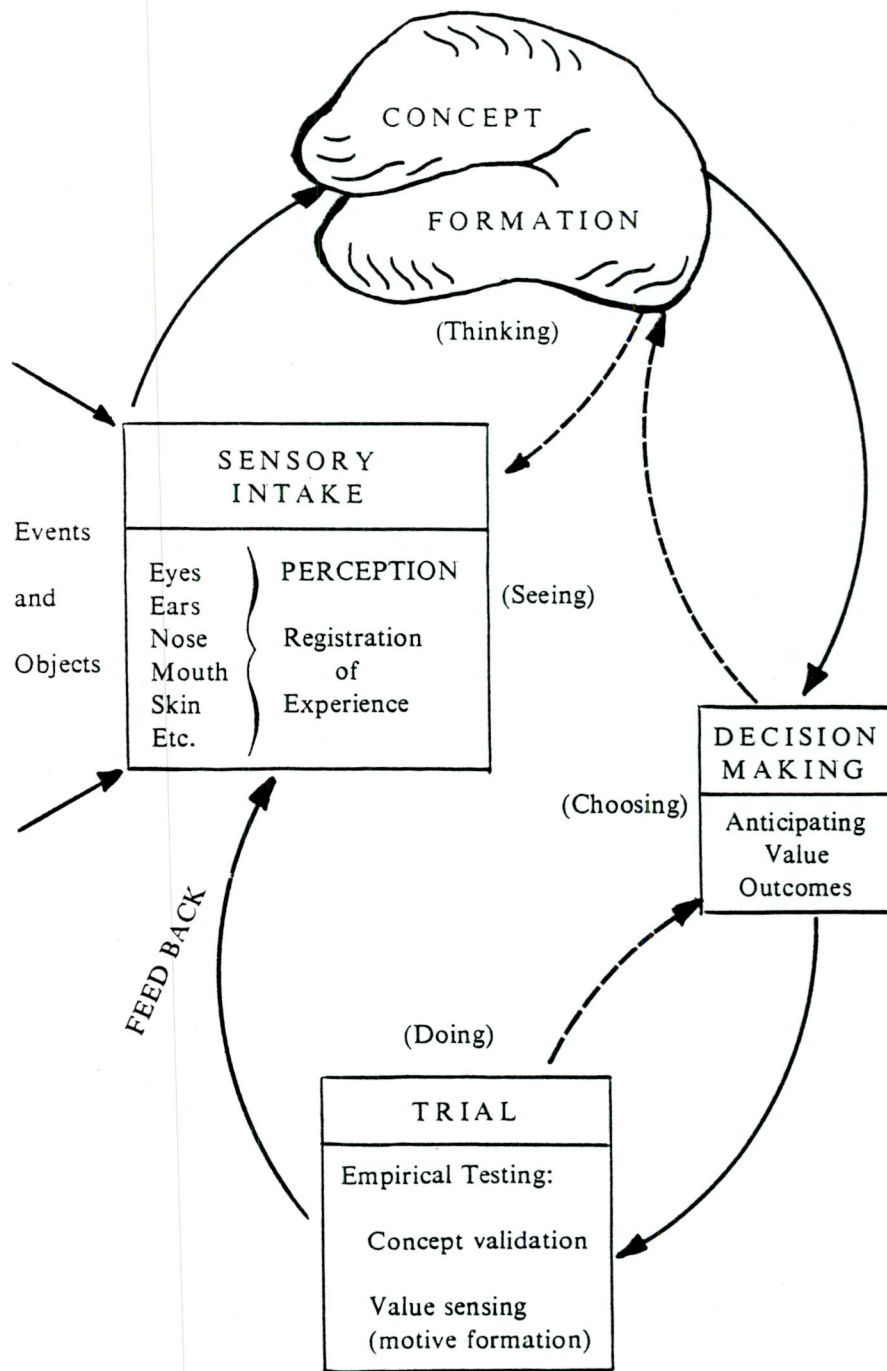 CONCEPT
FORMATION
(Thinking)
SENSORY
INTAKE
Events
and
Objects
Eyes
Ears
Nose
Mouth
Skin
Etc.
PERCEPTION
Registration
of
Experience
(Seeing)
DECISION
MAKING
(Choosing)
Anticipating
Value
Outcomes
FEED BACK
(Doing)
TRIAL
Empirical Testing:
Concept validation
Value sensing
(motive formation)